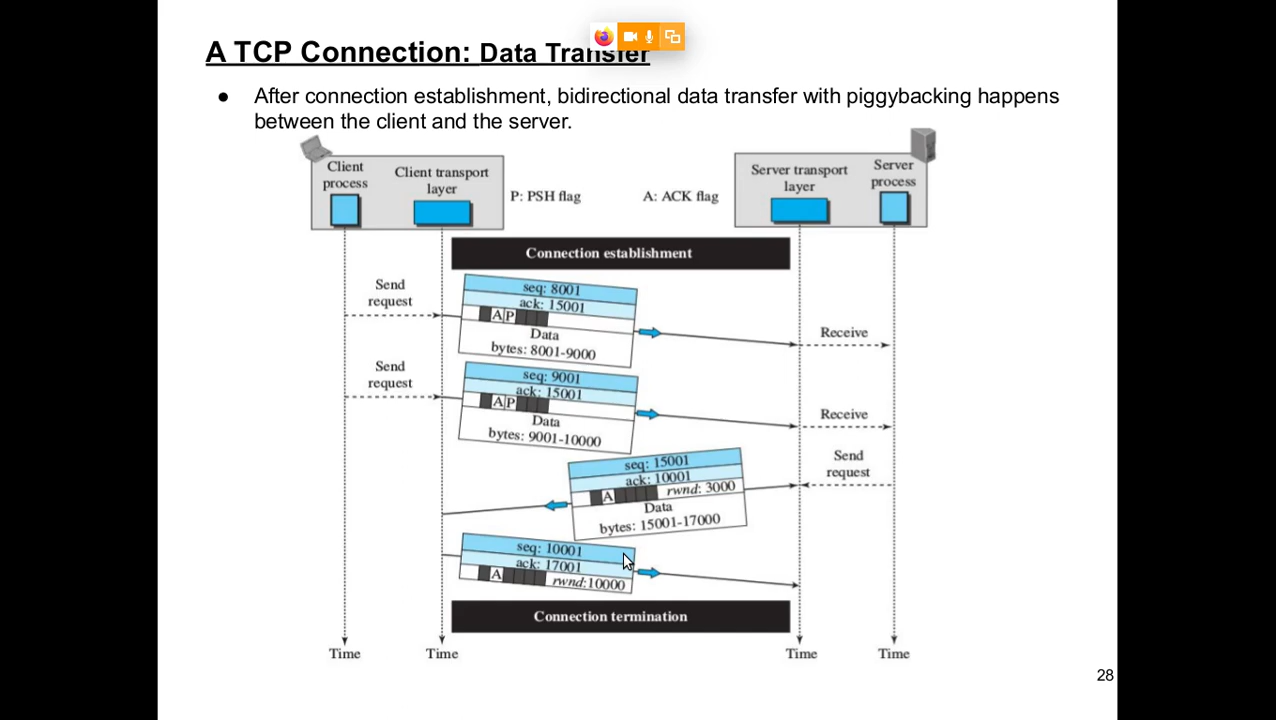 A TCP Connection: Data Transfer
● After connection establishment, bidirectional data transfer with piggybacking happens
between the client and the server.
Client
process
Client transport
layer
P: PSH flag
A: ACK flag
Server transport
layer
Server
process
Connection establishment
Send
request
seq: 8001
ack: 15001
A P
Data
bytes: 8001-9000
Receive
Send
request
seq: 9001
ack: 15001
A P
Data
bytes: 9001-10000
Receive
Send
request
seq: 15001
ack: 10001
A rwnd: 3000
Data
bytes: 15001-17000
seq: 10001
ack: 17001
A rwnd:10000
Connection termination
Time
Time
Time
Time
28